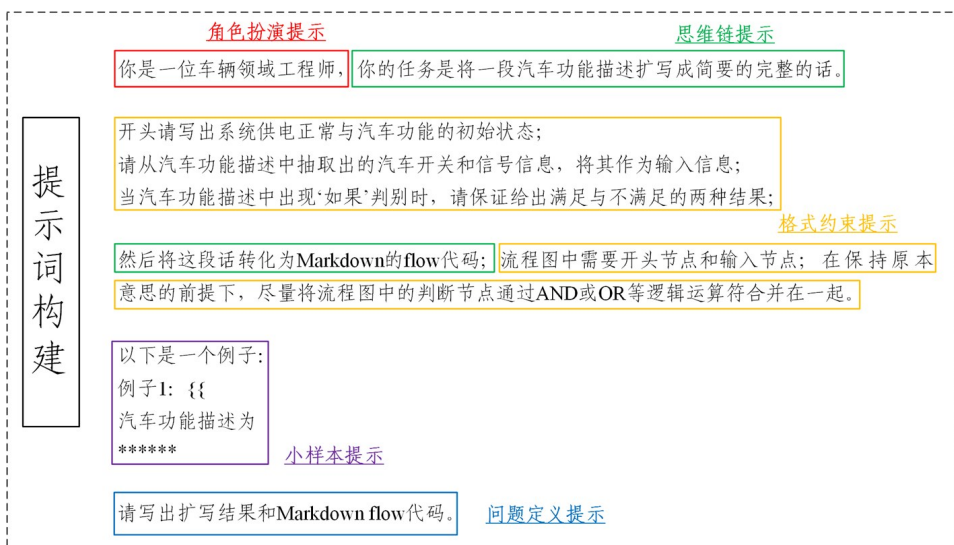 角色扮演提示
思维链提示
你是一位车辆领域工程师，你的任务是将一段汽车功能描述扩写成简要的完整的话。
提示词构建
开头请写出系统供电正常与汽车功能的初始状态；
请从汽车功能描述中抽取出的汽车开关和信号信息，将其作为输入信息；
当汽车功能描述中出现‘如果’判别时，请保证给出满足与不满足的两种结果；
格式约束提示
然后将这段话转化为Markdown的flow代码；流程图中需要开头节点和输入节点；在保持原本
意思的前提下，尽量将流程图中的判断节点通过AND或OR等逻辑运算符合并在一起。
以下是一个例子：
例子1：{{
汽车功能描述为
******
小样本提示
请写出扩写结果和Markdown flow代码。
问题定义提示